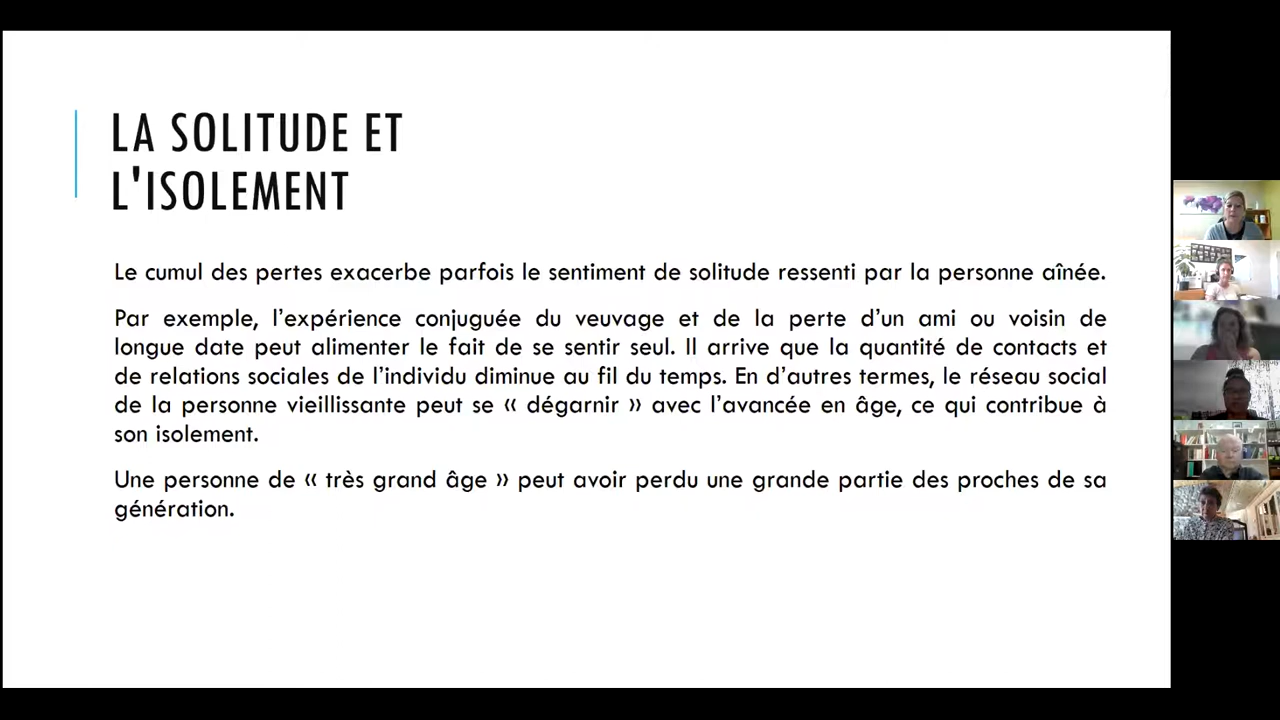 LA SOLITUDE ET
L'ISOLEMENT
Le cumul des pertes exacerbe parfois le sentiment de solitude ressenti par la personne aînée.
Par exemple, l’expérience conjuguée du veuvage et de la perte d’un ami ou voisin de
longue date peut alimenter le fait de se sentir seul. Il arrive que la quantité de contacts et
de relations sociales de l’individu diminue au fil du temps. En d’autres termes, le réseau social
de la personne vieillissante peut se « dégarnir » avec l’avancée en âge, ce qui contribue à
son isolement.
Une personne de « très grand âge » peut avoir perdu une grande partie des proches de sa
génération.